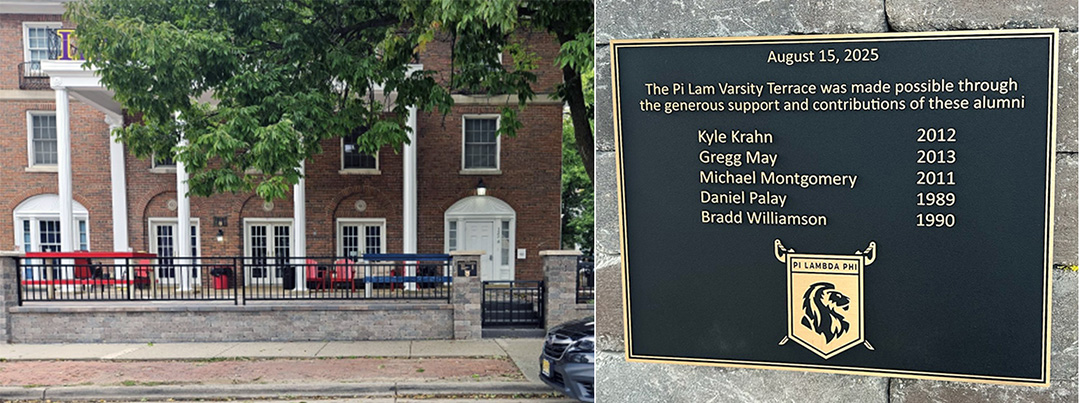 August 15, 2025
The Pi Lam Varsity Terrace was made possible through
the generous support and contributions of these alumni
Kyle Krahn 2012
Gregg May 2013
Michael Montgomery 2011
Daniel Palay 1989
Bradd Williamson 1990
PI LAMBDA PHI